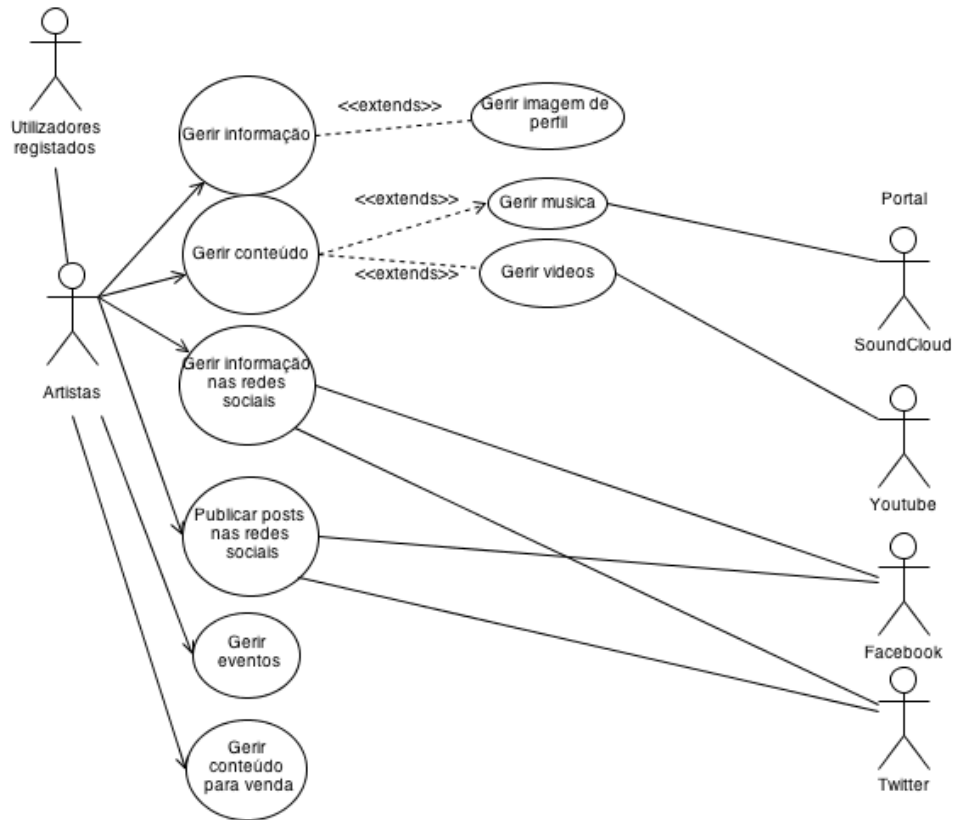 Utilizadores
registados
Artistas
Gerir informação
<<extends>>
Gerir imagem de
perfil
Gerir conteúdo
<<extends>>
Gerir musica
<<extends>>
Gerir videos
Gerir informação
nas redes
sociais
Publicar posts
nas redes
sociais
Gerir
eventos
Gerir
conteúdo
para venda
Portal
SoundCloud
Youtube
Facebook
Twitter